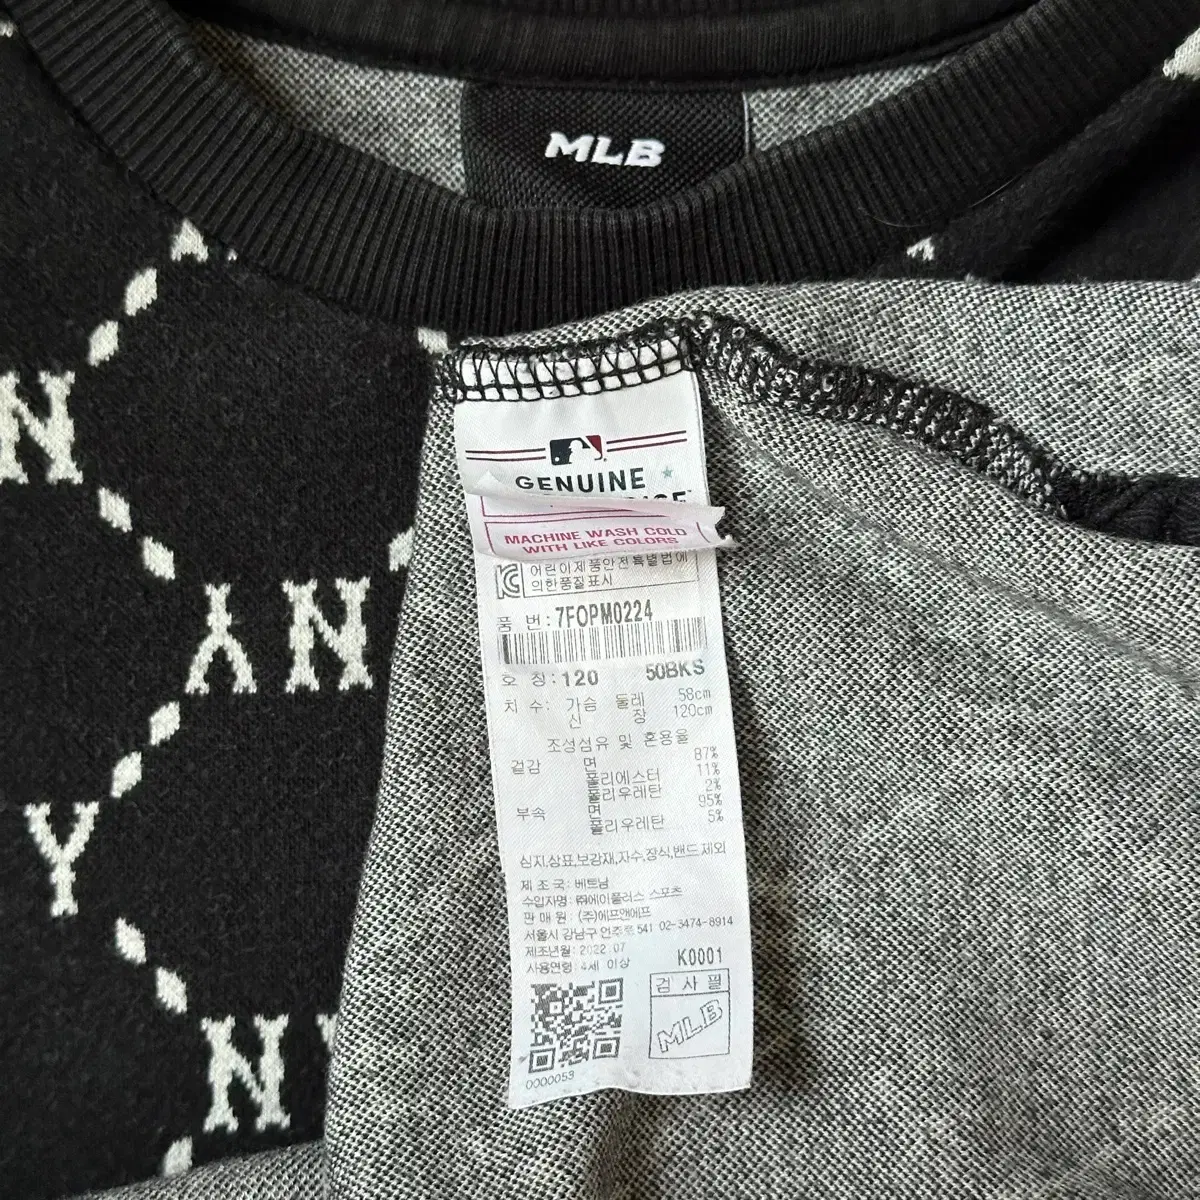 MLB
N
Y N
Y
N
GENUINE
MACHINE WASH COLD
WITH LIKE COLORS
어린이제품안전특별법에
의한품질표시
품 번: 7FOPM0224
호 칭: 120 50BKS
치 수: 가슴 둘레 58cm
신 장 120cm
조성섬유 및 혼용율
겉감 면 87%
폴리에스터 11%
폴리우레탄 2%
부속 면 95%
폴리우레탄 5%
심지,상표,보강재,자수,장식,밴드 제외
제 조 국: 베트남
수입자명: ㈜에이플러스 스포츠
판 매 원: (주)에프앤에프
서울시 강남구 언주로 541 02-3474-8914
제조년월: 2022.07
사용연령: 4세 이상 K0001
검 사 필
MLB
0000053